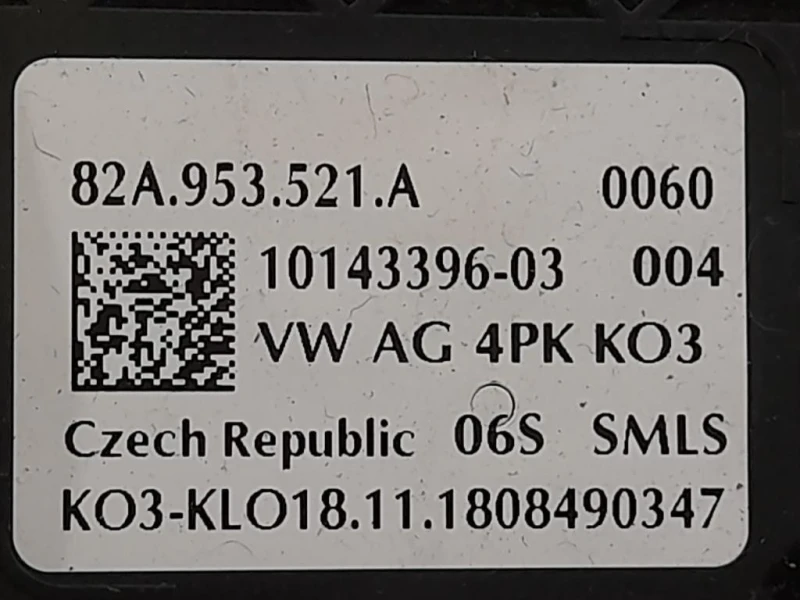 82A.953.521.A 0060
10143396-03 004
VW AG 4PK KO3
Czech Republic 06S SMLS
KO3-KLO18.11.1808490347